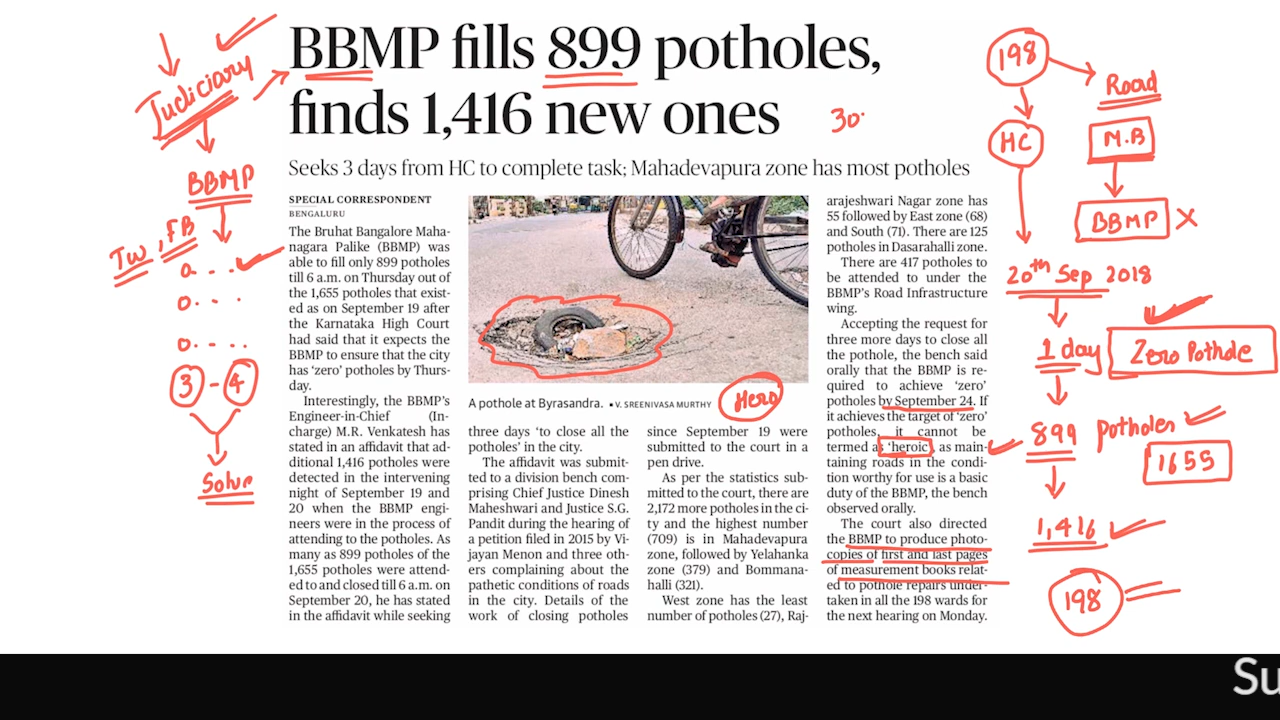 BBMP fills 899 potholes,
finds 1,416 new ones
Seeks 3 days from HC to complete task; Mahadevapura zone has most potholes
SPECIAL CORRESPONDENT
BENGALURU
The Bruhat Bangalore Maha-
nagara Palike (BBMP) was
able to fill only 899 potholes
till 6 a.m. on Thursday out of
the 1,655 potholes that exist-
ed as on September 19 after
the Karnataka High Court
had said that it expects the
BBMP to ensure that the city
has ‘zero’ potholes by Thurs-
day.
Interestingly, the BBMP’s
Engineer-in-Chief (In-
charge) M.R. Venkatesh has
stated in an affidavit that ad-
ditional 1,416 potholes were
detected in the intervening
night of September 19 and
20 when the BBMP engi-
neers were in the process of
attending to the potholes. As
many as 899 potholes of the
1,655 potholes were attend-
ed to and closed till 6 a.m. on
September 20, he has stated
in the affidavit while seeking
A pothole at Byrasandra. ▪ V. SREENIVASA MURTHY
three days ‘to close all the
potholes’ in the city.
The affidavit was submit-
ted to a division bench com-
prising Chief Justice Dinesh
Maheshwari and Justice S.G.
Pandit during the hearing of
a petition filed in 2015 by Vi-
jayan Menon and three oth-
ers complaining about the
pathetic conditions of roads
in the city. Details of the
work of closing potholes
since September 19 were
submitted to the court in a
pen drive.
As per the statistics sub-
mitted to the court, there are
2,172 more potholes in the ci-
ty and the highest number
(709) is in Mahadevapura
zone, followed by Yelahanka
zone (379) and Bommana-
halli (321).
West zone has the least
number of potholes (27), Raj-
arajeshwari Nagar zone has
55 followed by East zone (68)
and South (71). There are 125
potholes in Dasarahalli zone.
There are 417 potholes to
be attended to under the
BBMP’s Road Infrastructure
wing.
Accepting the request for
three more days to close all
the pothole, the bench said
orally that the BBMP is re-
quired to achieve ‘zero’
potholes by September 24. If
it achieves the target of ‘zero’
potholes, it cannot be
termed as ‘heroic’, as main-
taining roads in the condi-
tion worthy for use is a basic
duty of the BBMP, the bench
observed orally.
The court also directed
the BBMP to produce photo-
copies of first and last pages
of measurement books relat-
ed to pothole repairs under-
taken in all the 198 wards for
the next hearing on Monday.
Judiciary
BBMP
Tw, FB
3 - 4
Solve
30
Hero
198
Road
HC
M.B
BBMP X
20th Sep 2018
1 day
Zero Pothole
899 potholes
1655
1,416
198
Su